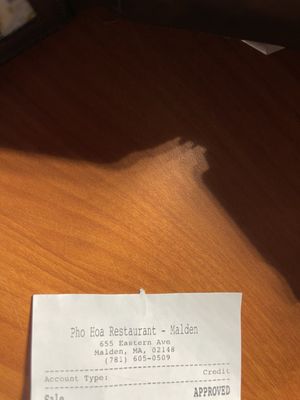 Pho Hoa Restaurant - Malden
655 Eastern Ave
Malden, MA, 02148
(781) 605-0509
Credit
Account Type:
APPROVED
Sale